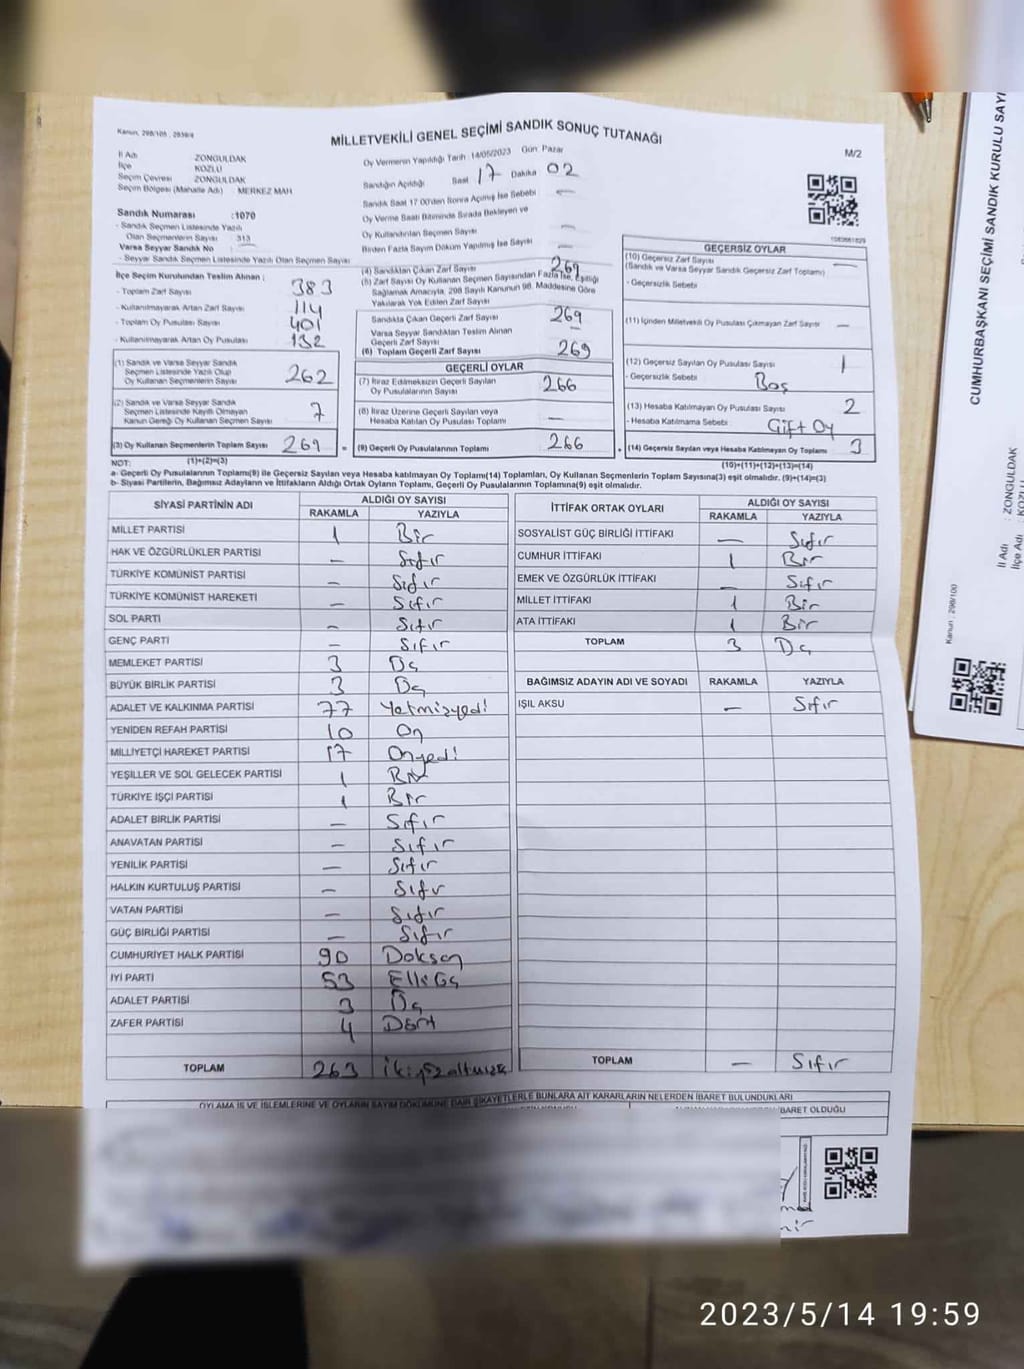 Kanun, 298/105 , 2839/4
MİLLETVEKİLİ GENEL SEÇİMİ SANDIK SONUÇ TUTANAĞI
M/2
İl Adı ZONGULDAK
İlçe KOZLU
Seçim Çevresi ZONGULDAK
Seçim Bölgesi (Mahalle Adı) : MERKEZ MAH
Sandık Numarası :1070
- Sandık Seçmen Listesinde Yazılı
Olan Seçmenlerin Sayısı 313
Varsa Seyyar Sandık No —
- Seyyar Sandık Seçmen Listesinde Yazılı Olan Seçmen Sayısı
Oy Vermenin Yapıldığı Tarih 14/05/2023 Gün Pazar
Sandığın Açıldığı Saat 17 Dakika 02
Sandık Saat 17.00'den Sonra Açılmış İse Sebebi —
Oy Verme Saati Bitiminde Sırada Bekleyen ve
Oy Kullandırılan Seçmen Sayısı —
Birden Fazla Sayım Döküm Yapılmış İse Sayısı —
İlçe Seçim Kurulundan Teslim Alınan :
- Toplam Zarf Sayısı 383
- Kullanılmayarak Artan Zarf Sayısı 114
- Toplam Oy Pusulası Sayısı 401
- Kullanılmayarak Artan Oy Pusulası 132
(1) Sandık ve Varsa Seyyar Sandık
Seçmen Listesinde Yazılı Olup
Oy Kullanan Seçmenlerin Sayısı 262
(2) Sandık ve Varsa Seyyar Sandık
Seçmen Listesinde Kayıtlı Olmayan
Kanun Gereği Oy Kullanan Seçmen Sayısı 7
(3) Oy Kullanan Seçmenlerin Toplam Sayısı 269 =
(1)+(2)=(3)
(4) Sandıktan Çıkan Zarf Sayısı 269
(5) Zarf Sayısı Oy Kullanan Seçmen Sayısından Fazla İse, Eşitliği
Sağlamak Amacıyla, 298 Sayılı Kanunun 98. Maddesine Göre
Yakılarak Yok Edilen Zarf Sayısı
Sandıkta Çıkan Geçerli Zarf Sayısı 269
Varsa Seyyar Sandıktan Teslim Alınan
Geçerli Zarf Sayısı —
(6) Toplam Geçerli Zarf Sayısı 269
GEÇERLİ OYLAR
(7) İtiraz Edilmeksizin Geçerli Sayılan
Oy Pusulalarının Sayısı 266
(8) İtiraz Üzerine Geçerli Sayılan veya
Hesaba Katılan Oy Pusulası Toplamı —
(9) Geçerli Oy Pusulalarının Toplamı 266 +
1083661829
GEÇERSİZ OYLAR
(10) Geçersiz Zarf Sayısı
(Sandık ve Varsa Seyyar Sandık Geçersiz Zarf Toplamı) —
- Geçersizlik Sebebi
(11) İçinden Milletvekili Oy Pusulası Çıkmayan Zarf Sayısı —
(12) Geçersiz Sayılan Oy Pusulası Sayısı 1
- Geçersizlik Sebebi Boş
(13) Hesaba Katılmayan Oy Pusulası Sayısı 2
- Hesaba Katılmama Sebebi Çift Oy
(14) Geçersiz Sayılan veya Hesaba Katılmayan Oy Toplamı 3
(10)+(11)+(12)+(13)=(14)
NOT:
a- Geçerli Oy Pusulalarının Toplamı(9) ile Geçersiz Sayılan veya Hesaba katılmayan Oy Toplamı(14) Toplamları, Oy Kullanan Seçmenlerin Toplam Sayısına(3) eşit olmalıdır. (9)+(14)=(3)
b- Siyasi Partilerin, Bağımsız Adayların ve İttifakların Aldığı Ortak Oyların Toplamı, Geçerli Oy Pusulalarının Toplamına(9) eşit olmalıdır.
SİYASİ PARTİNİN ADI ALDIĞI OY SAYISI
RAKAMLA YAZIYLA
MİLLET PARTİSİ 1 Bir
HAK VE ÖZGÜRLÜKLER PARTİSİ — Sıfır
TÜRKİYE KOMÜNİST PARTİSİ — Sıfır
TÜRKİYE KOMÜNİST HAREKETİ — Sıfır
SOL PARTİ — Sıfır
GENÇ PARTİ — Sıfır
MEMLEKET PARTİSİ 3 Üç
BÜYÜK BİRLİK PARTİSİ 3 Üç
ADALET VE KALKINMA PARTİSİ 77 Yetmişyedi
YENİDEN REFAH PARTİSİ 10 On
MİLLİYETÇİ HAREKET PARTİSİ 17 Onyedi
YEŞİLLER VE SOL GELECEK PARTİSİ 1 Bir
TÜRKİYE İŞÇİ PARTİSİ 1 Bir
ADALET BİRLİK PARTİSİ — Sıfır
ANAVATAN PARTİSİ — Sıfır
YENİLİK PARTİSİ — Sıfır
HALKIN KURTULUŞ PARTİSİ — Sıfır
VATAN PARTİSİ — Sıfır
GÜÇ BİRLİĞİ PARTİSİ — Sıfır
CUMHURİYET HALK PARTİSİ 90 Doksan
İYİ PARTİ 53 Elliüç
ADALET PARTİSİ 3 Üç
ZAFER PARTİSİ 4 Dört
TOPLAM 263 İkiyüzaltmışüç
İTTİFAK ORTAK OYLARI ALDIĞI OY SAYISI
RAKAMLA YAZIYLA
SOSYALİST GÜÇ BİRLİĞİ İTTİFAKI — Sıfır
CUMHUR İTTİFAKI 1 Bir
EMEK VE ÖZGÜRLÜK İTTİFAKI — Sıfır
MİLLET İTTİFAKI 1 Bir
ATA İTTİFAKI 1 Bir
TOPLAM 3 Üç
BAĞIMSIZ ADAYIN ADI VE SOYADI RAKAMLA YAZIYLA
IŞIL AKSU — Sıfır
TOPLAM — Sıfır
OYLAMA İŞ VE İŞLEMLERİNE VE OYLARIN SAYIM DÖKÜMÜNE DAİR ŞİKAYETLERLE BUNLARA AİT KARARLARIN NELERDEN İBARET BULUNDUKLARI
İBARET OLDUĞU
CUMHURBAŞKANI SEÇİMİ SANDIK KURULU SAYI
İl Adı : ZONGULDAK
İlçe Adı : KOZLU
Kanun : 298/100
2023/5/14 19:59